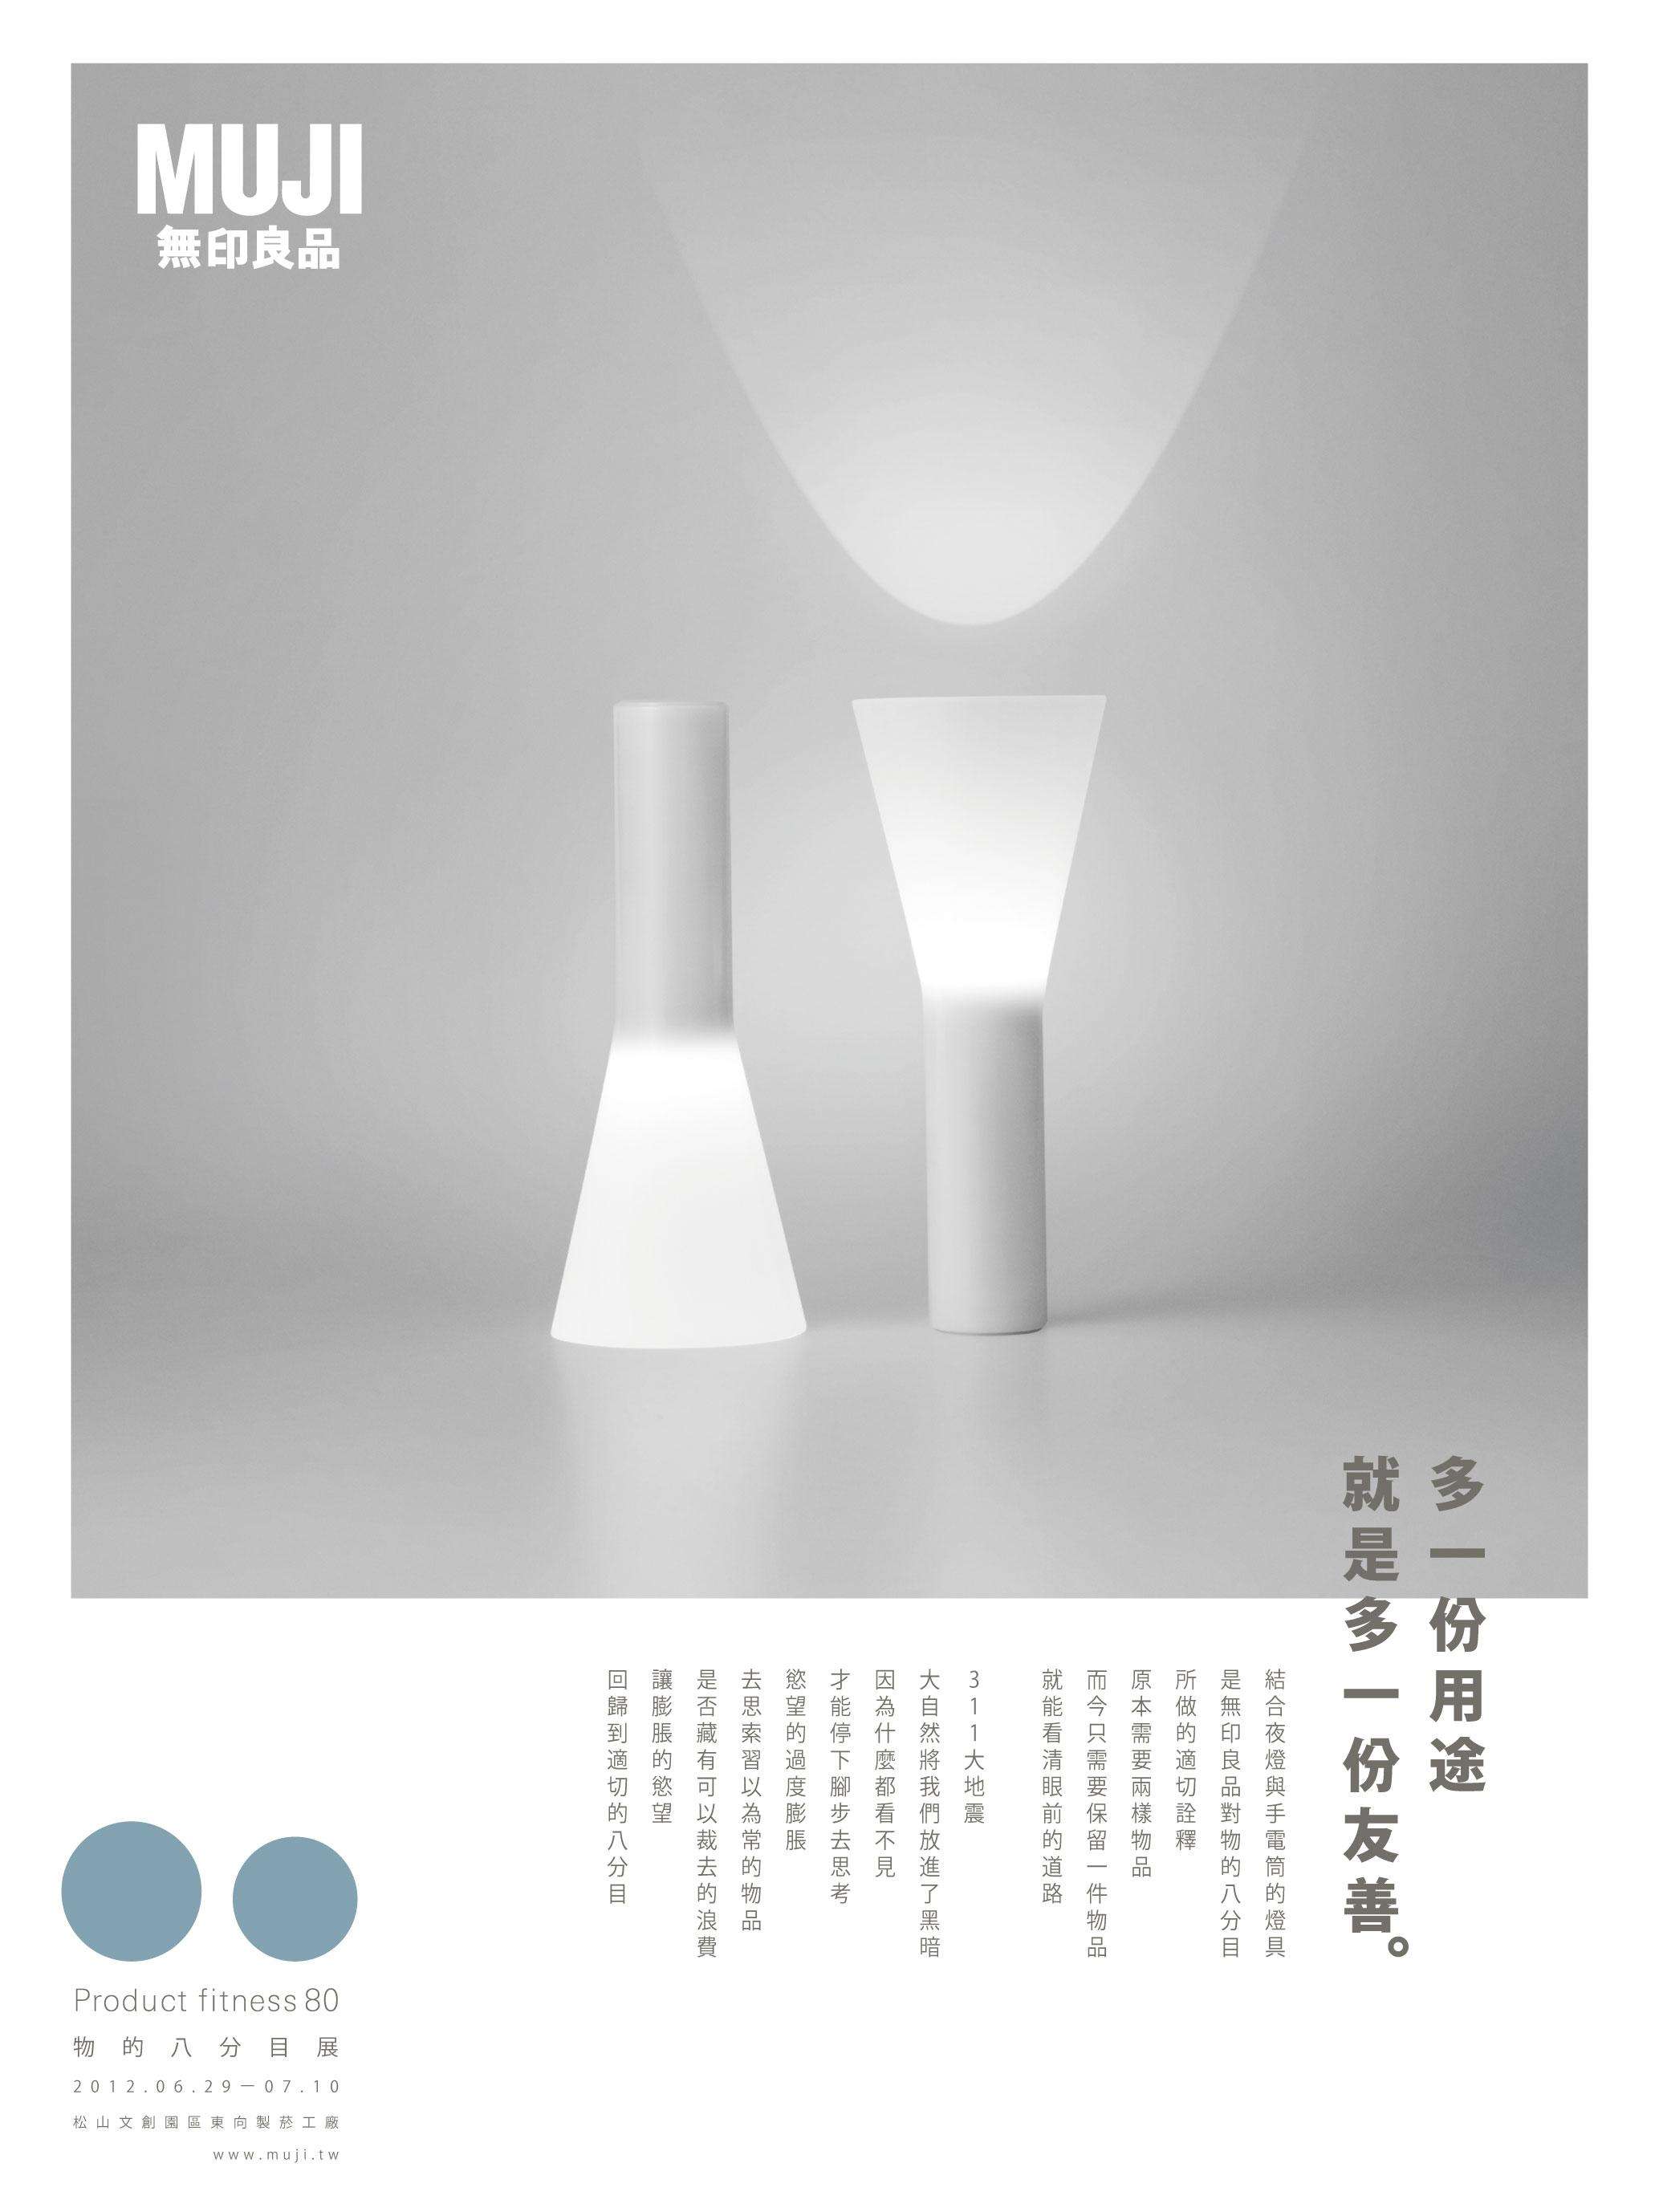 MUJI
無印良品
多一份用途
就是多一份友善。
結合夜燈與手電筒的燈具
是無印良品對物的八分目
所做的適切詮釋
原本需要兩樣物品
而今只需要保留一件物品
就能看清眼前的道路
311大地震
大自然將我們放進了黑暗
因為什麼都看不見
才能停下腳步去思考
慾望的過度膨脹
去思索習以為常的物品
是否藏有可以裁去的浪費
讓膨脹的慾望
回歸到適切的八分目
Product fitness 80
物的八分目展
2012.06.29－07.10
松山文創園區東向製菸工廠
www.muji.tw